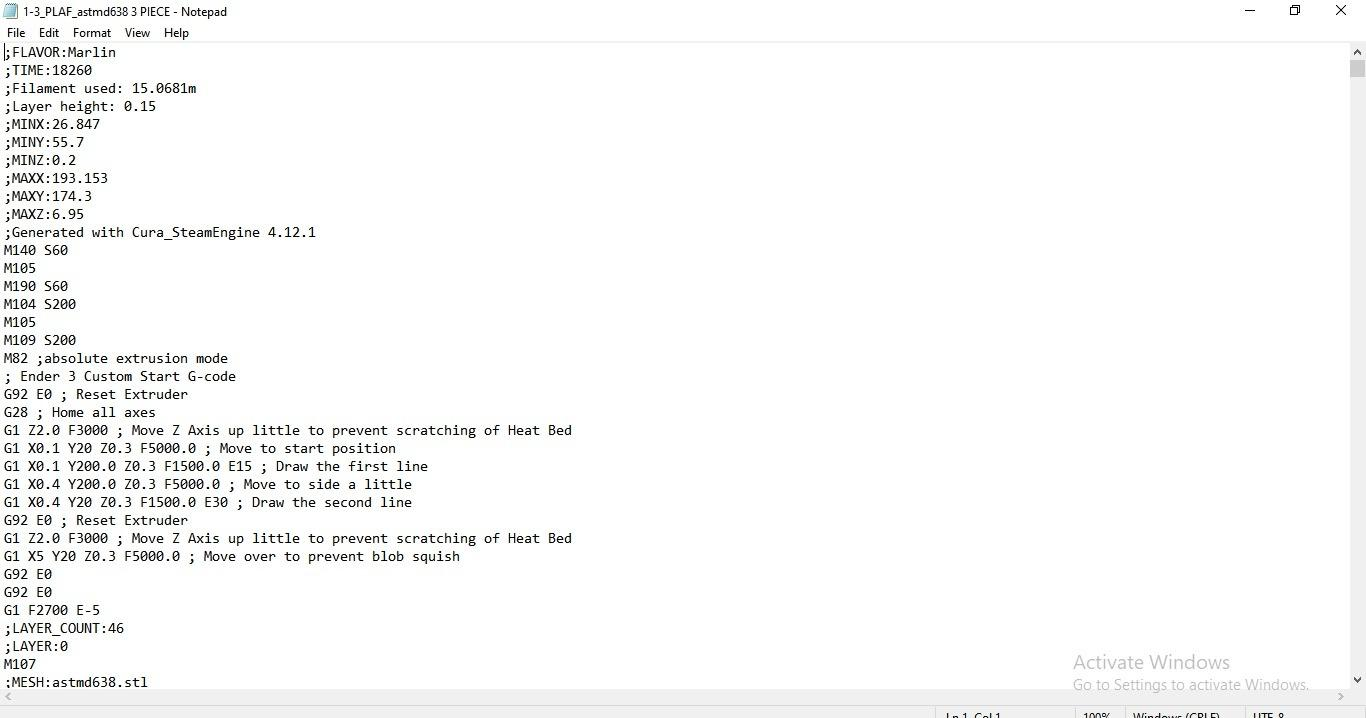 1-3_PLAF_astmd638 3 PIECE - Notepad
File Edit Format View Help
;FLAVOR:Marlin
;TIME:18260
;Filament used: 15.0681m
;Layer height: 0.15
;MINX:26.847
;MINY:55.7
;MINZ:0.2
;MAXX:193.153
;MAXY:174.3
;MAXZ:6.95
;Generated with Cura_SteamEngine 4.12.1
M140 S60
M105
M190 S60
M104 S200
M105
M109 S200
M82 ;absolute extrusion mode
; Ender 3 Custom Start G-code
G92 E0 ; Reset Extruder
G28 ; Home all axes
G1 Z2.0 F3000 ; Move Z Axis up little to prevent scratching of Heat Bed
G1 X0.1 Y20 Z0.3 F5000.0 ; Move to start position
G1 X0.1 Y200.0 Z0.3 F1500.0 E15 ; Draw the first line
G1 X0.4 Y200.0 Z0.3 F5000.0 ; Move to side a little
G1 X0.4 Y20 Z0.3 F1500.0 E30 ; Draw the second line
G92 E0 ; Reset Extruder
G1 Z2.0 F3000 ; Move Z Axis up little to prevent scratching of Heat Bed
G1 X5 Y20 Z0.3 F5000.0 ; Move over to prevent blob squish
G92 E0
G92 E0
G1 F2700 E-5
;LAYER_COUNT:46
;LAYER:0
M107
;MESH:astmd638.stl
Activate Windows
Go to Settings to activate Windows.
Ln 1, Col 1 100% Windows (CRLF) UTF-8